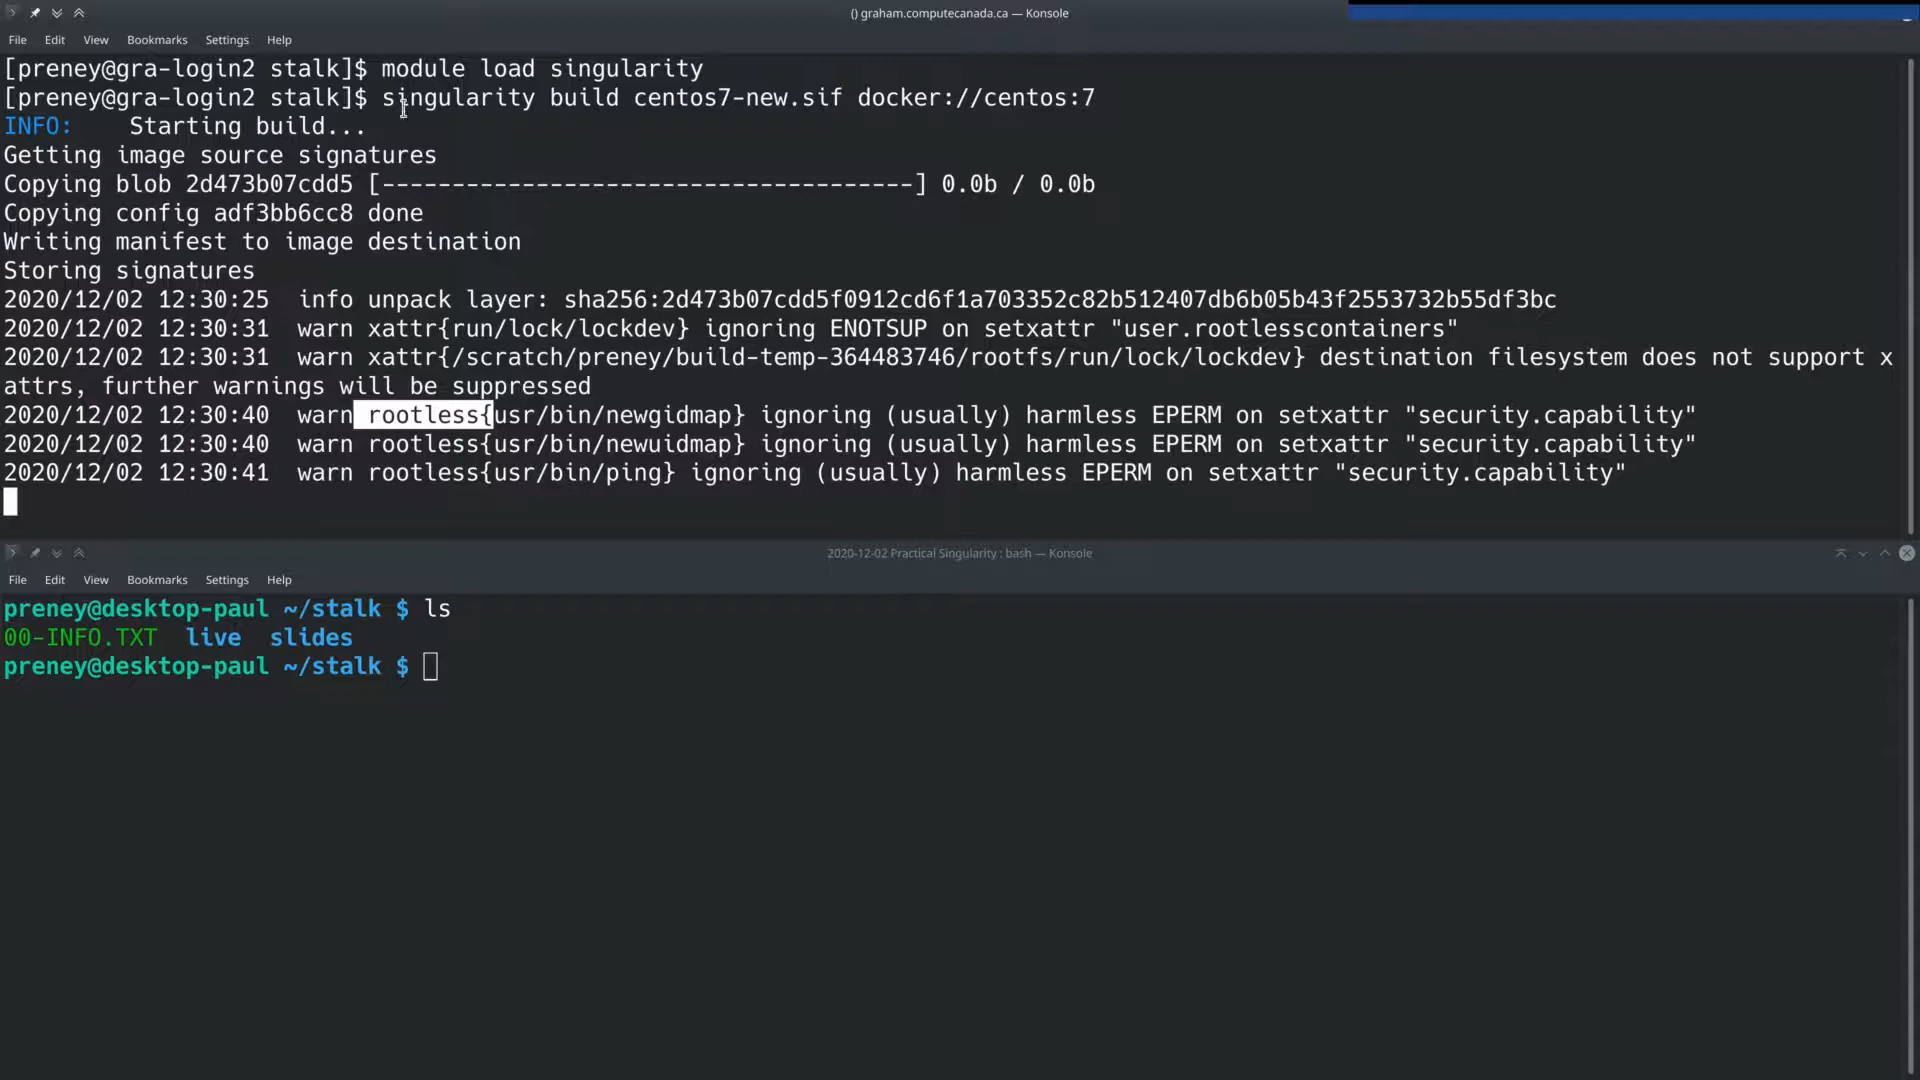 () graham.computecanada.ca — Konsole
File Edit View Bookmarks Settings Help
[preney@gra-login2 stalk]$ module load singularity
[preney@gra-login2 stalk]$ singularity build centos7-new.sif docker://centos:7
INFO:    Starting build...
Getting image source signatures
Copying blob 2d473b07cdd5 [--------------------------------------] 0.0b / 0.0b
Copying config adf3bb6cc8 done
Writing manifest to image destination
Storing signatures
2020/12/02 12:30:25  info unpack layer: sha256:2d473b07cdd5f0912cd6f1a703352c82b512407db6b05b43f2553732b55df3bc
2020/12/02 12:30:31  warn xattr{run/lock/lockdev} ignoring ENOTSUP on setxattr "user.rootlesscontainers"
2020/12/02 12:30:31  warn xattr{/scratch/preney/build-temp-364483746/rootfs/run/lock/lockdev} destination filesystem does not support x
attrs, further warnings will be suppressed
2020/12/02 12:30:40  warn rootless{usr/bin/newgidmap} ignoring (usually) harmless EPERM on setxattr "security.capability"
2020/12/02 12:30:40  warn rootless{usr/bin/newuidmap} ignoring (usually) harmless EPERM on setxattr "security.capability"
2020/12/02 12:30:41  warn rootless{usr/bin/ping} ignoring (usually) harmless EPERM on setxattr "security.capability"
2020-12-02 Practical Singularity : bash — Konsole
File Edit View Bookmarks Settings Help
preney@desktop-paul ~/stalk $ ls
00-INFO.TXT  live  slides
preney@desktop-paul ~/stalk $